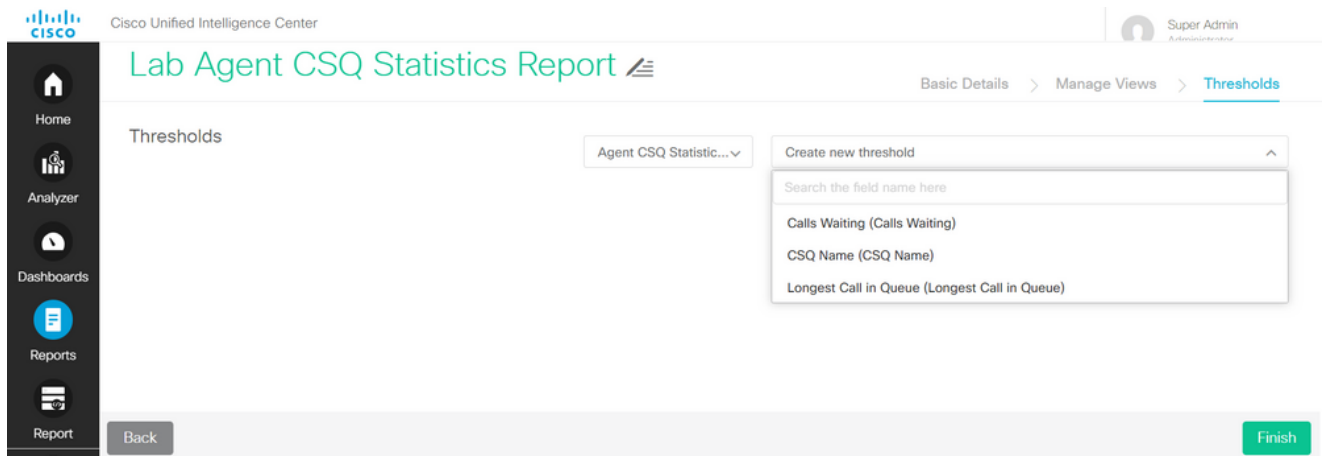 CISCO
Cisco Unified Intelligence Center
Super Admin
Administrator
Lab Agent CSQ Statistics Report
Basic Details > Manage Views > Thresholds
Home
Analyzer
Dashboards
Reports
Report
Thresholds
Agent CSQ Statistic...
Create new threshold
Search the field name here
Calls Waiting (Calls Waiting)
CSQ Name (CSQ Name)
Longest Call in Queue (Longest Call in Queue)
Back
Finish